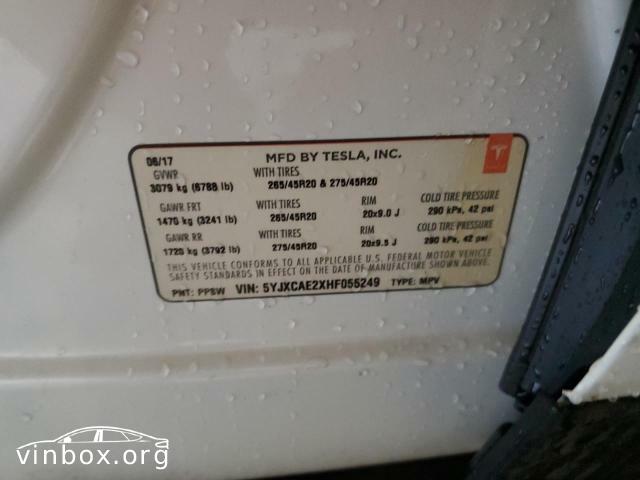 06/17 MFD BY TESLA, INC.
GVWR WITH TIRES
3079 kg (6788 lb) 265/45R20 & 275/45R20
GAWR FRT WITH TIRES RIM COLD TIRE PRESSURE
1470 kg (3241 lb) 265/45R20 20x9.0 J 290 kPa, 42 psi
GAWR RR WITH TIRES RIM COLD TIRE PRESSURE
1720 kg (3792 lb) 275/45R20 20x9.5 J 290 kPa, 42 psi
THIS VEHICLE CONFORMS TO ALL APPLICABLE U.S. FEDERAL MOTOR VEHICLE
SAFETY STANDARDS IN EFFECT ON THE DATE OF MANUFACTURE SHOWN ABOVE.
PNT: PPSW VIN: 5YJXCAE2XHF055249 TYPE: MPV
vinbox.org